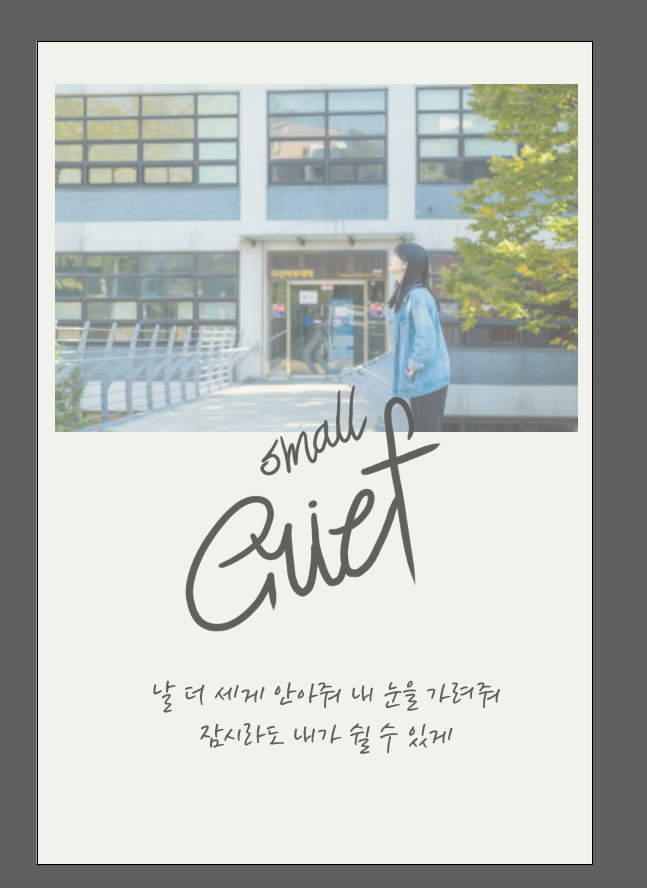 small
Grief
날 더 세게 안아줘 내 눈을 가려줘
잠시라도 내가 쉴 수 있게